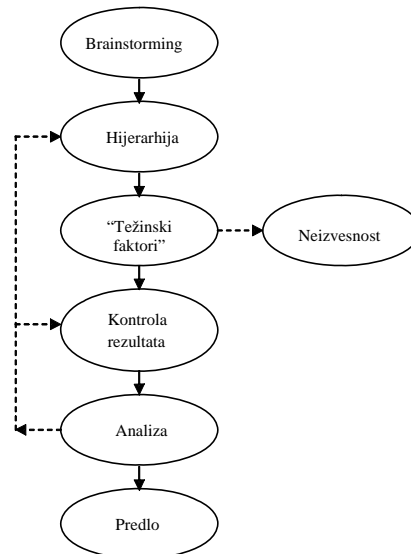 Brainstorming
Hijerarhija
“Težinski
faktori”
Neizvesnost
Kontrola
rezultata
Analiza
Predlo